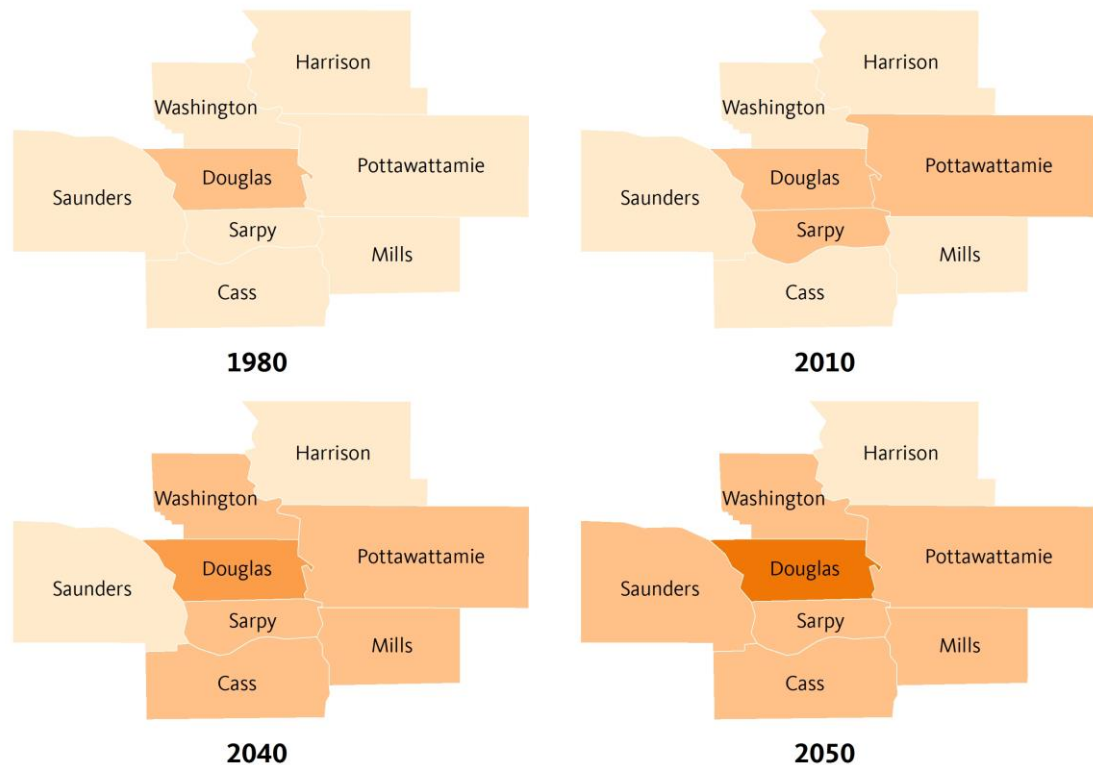 Harrison
Washington
Pottawattamie
Douglas
Saunders
Sarpy
Mills
Cass
1980
Harrison
Washington
Pottawattamie
Douglas
Saunders
Sarpy
Mills
Cass
2010
Harrison
Washington
Pottawattamie
Douglas
Saunders
Sarpy
Mills
Cass
2040
Harrison
Washington
Pottawattamie
Douglas
Saunders
Sarpy
Mills
Cass
2050